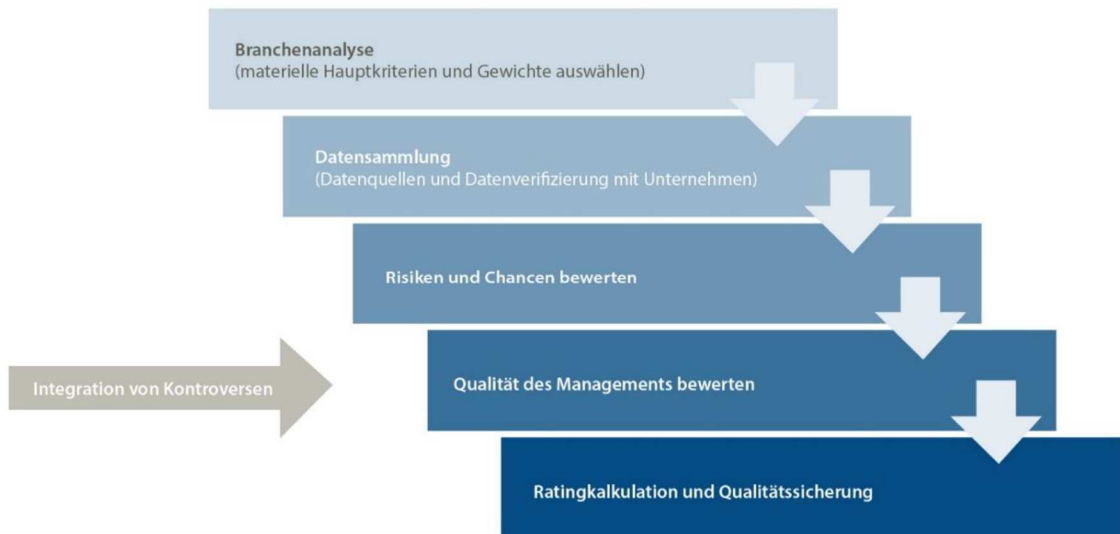 Branchenanalyse
(materielle Hauptkriterien und Gewichte auswählen)
Datensammlung
(Datenquellen und Datenverifizierung mit Unternehmen)
Risiken und Chancen bewerten
Integration von Kontroversen
Qualität des Managements bewerten
Ratingkalkulation und Qualitätssicherung